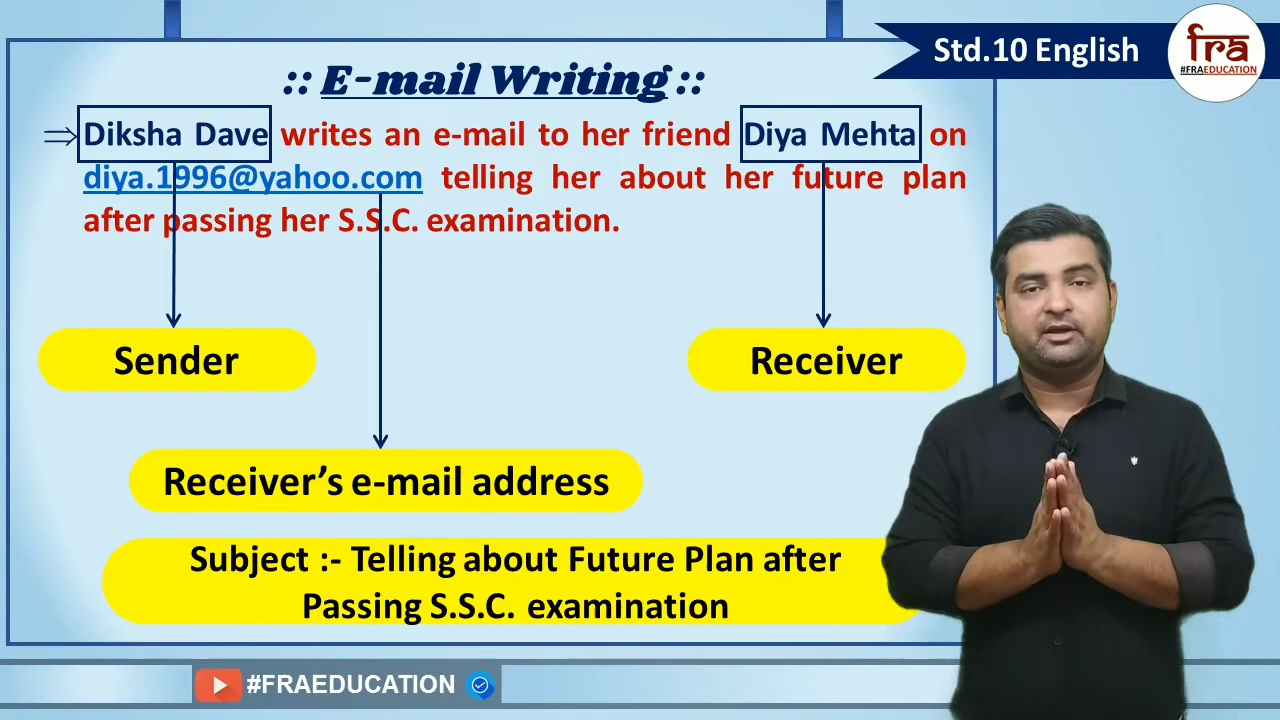 Std.10 English
fra
#FRAEDUCATION
:: E-mail Writing ::
⇒ Diksha Dave writes an e-mail to her friend Diya Mehta on
diya.1996@yahoo.com telling her about her future plan
after passing her S.S.C. examination.
Sender
Receiver
Receiver's e-mail address
Subject :- Telling about Future Plan after
Passing S.S.C. examination
#FRAEDUCATION